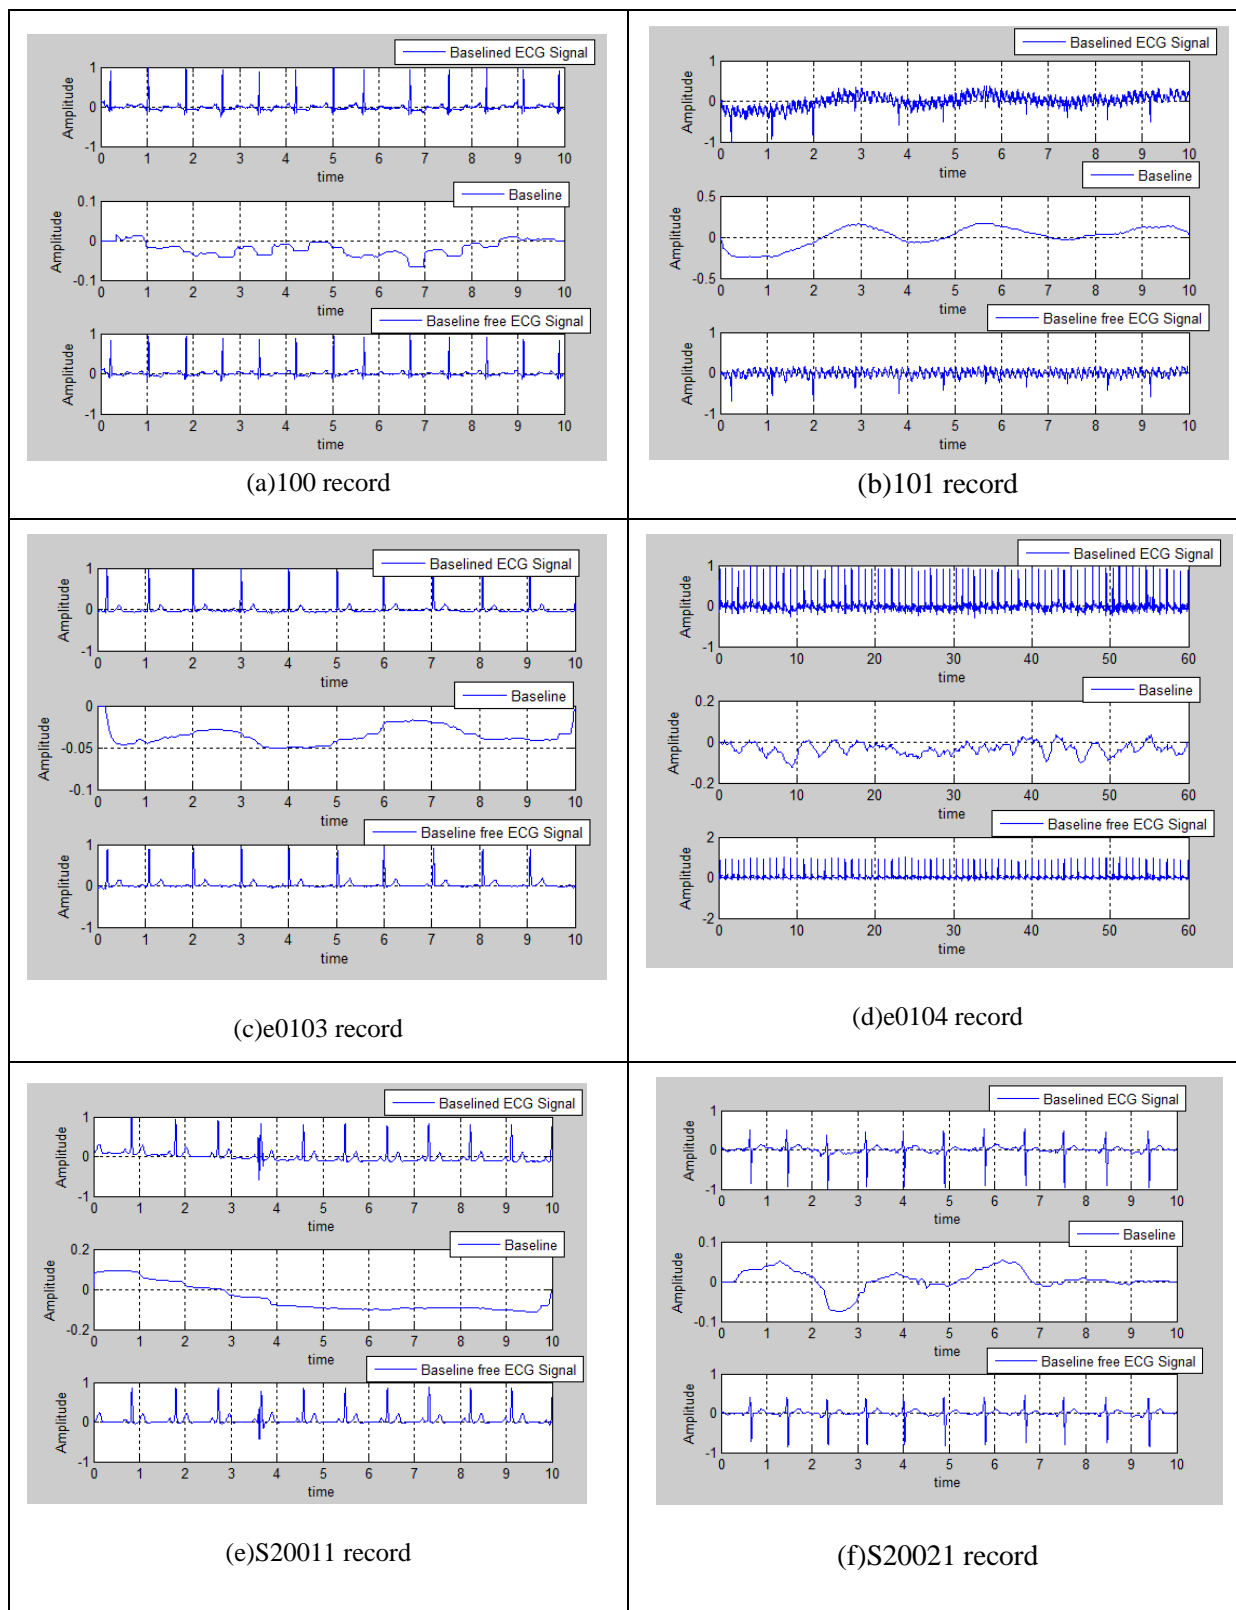 Baselined ECG Signal
1
0
-1
Amplitude
0 1 2 3 4 5 6 7 8 9 10
time
Baseline
0.1
0
-0.1
Amplitude
0 1 2 3 4 5 6 7 8 9 10
time
Baseline free ECG Signal
1
0
-1
Amplitude
0 1 2 3 4 5 6 7 8 9 10
time
(a)100 record
Baselined ECG Signal
1
0
-1
Amplitude
0 1 2 3 4 5 6 7 8 9 10
time
Baseline
0.5
0
-0.5
Amplitude
0 1 2 3 4 5 6 7 8 9 10
time
Baseline free ECG Signal
1
0
-1
Amplitude
0 1 2 3 4 5 6 7 8 9 10
time
(b)101 record
Baselined ECG Signal
1
0
-1
Amplitude
0 1 2 3 4 5 6 7 8 9 10
time
Baseline
0
-0.05
-0.1
Amplitude
0 1 2 3 4 5 6 7 8 9 10
time
Baseline free ECG Signal
1
0
-1
Amplitude
0 1 2 3 4 5 6 7 8 9 10
time
(c)e0103 record
Baselined ECG Signal
1
0
-1
Amplitude
0 10 20 30 40 50 60
time
Baseline
0.2
0
-0.2
Amplitude
0 10 20 30 40 50 60
time
Baseline free ECG Signal
2
0
-2
Amplitude
0 10 20 30 40 50 60
time
(d)e0104 record
Baselined ECG Signal
1
0
-1
Amplitude
0 1 2 3 4 5 6 7 8 9 10
time
Baseline
0.2
0
-0.2
Amplitude
0 1 2 3 4 5 6 7 8 9 10
time
Baseline free ECG Signal
1
0
-1
Amplitude
0 1 2 3 4 5 6 7 8 9 10
time
(e)S20011 record
Baselined ECG Signal
1
0
-1
Amplitude
0 1 2 3 4 5 6 7 8 9 10
time
Baseline
0.1
0
-0.1
Amplitude
0 1 2 3 4 5 6 7 8 9 10
time
Baseline free ECG Signal
1
0
-1
Amplitude
0 1 2 3 4 5 6 7 8 9 10
time
(f)S20021 record